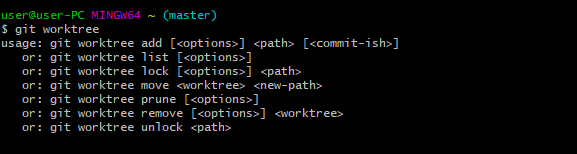 user@user-PC MINGW64 ~ (master)
$ git worktree
usage: git worktree add [<options>] <path> [<commit-ish>]
   or: git worktree list [<options>]
   or: git worktree lock [<options>] <path>
   or: git worktree move <worktree> <new-path>
   or: git worktree prune [<options>]
   or: git worktree remove [<options>] <worktree>
   or: git worktree unlock <path>